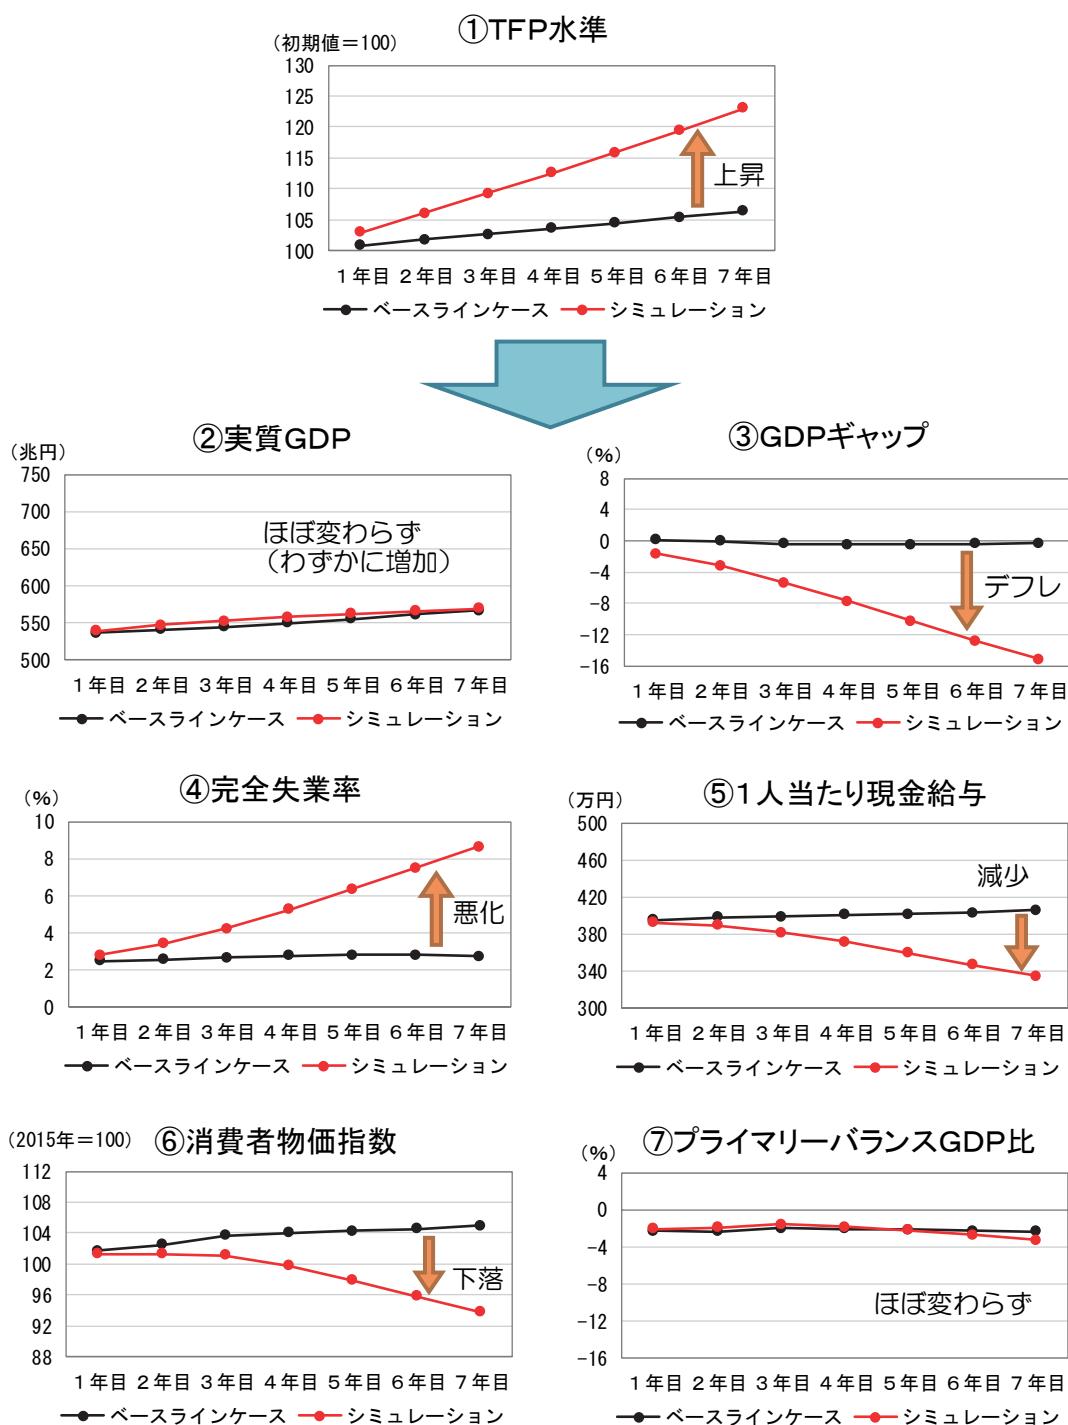 ①TFP水準
(初期値＝100)
130
125
120
115
110
105
100
上昇
１年目 ２年目 ３年目 ４年目 ５年目 ６年目 ７年目
ベースラインケース シミュレーション
②実質GDP
(兆円)
750
700
650
600
550
500
ほぼ変わらず
（わずかに増加）
１年目 ２年目 ３年目 ４年目 ５年目 ６年目 ７年目
ベースラインケース シミュレーション
③GDPギャップ
(％)
8
4
0
−4
−8
−12
−16
デフレ
１年目 ２年目 ３年目 ４年目 ５年目 ６年目 ７年目
ベースラインケース シミュレーション
④完全失業率
(％)
10
8
6
4
2
0
悪化
１年目 ２年目 ３年目 ４年目 ５年目 ６年目 ７年目
ベースラインケース シミュレーション
⑤１人当たり現金給与
(万円)
500
460
420
380
340
300
減少
１年目 ２年目 ３年目 ４年目 ５年目 ６年目 ７年目
ベースラインケース シミュレーション
(2015年＝100)
⑥消費者物価指数
112
108
104
100
96
92
88
下落
１年目 ２年目 ３年目 ４年目 ５年目 ６年目 ７年目
ベースラインケース シミュレーション
⑦プライマリーバランスGDP比
(％)
4
0
−4
−8
−12
−16
ほぼ変わらず
１年目 ２年目 ３年目 ４年目 ５年目 ６年目 ７年目
ベースラインケース シミュレーション